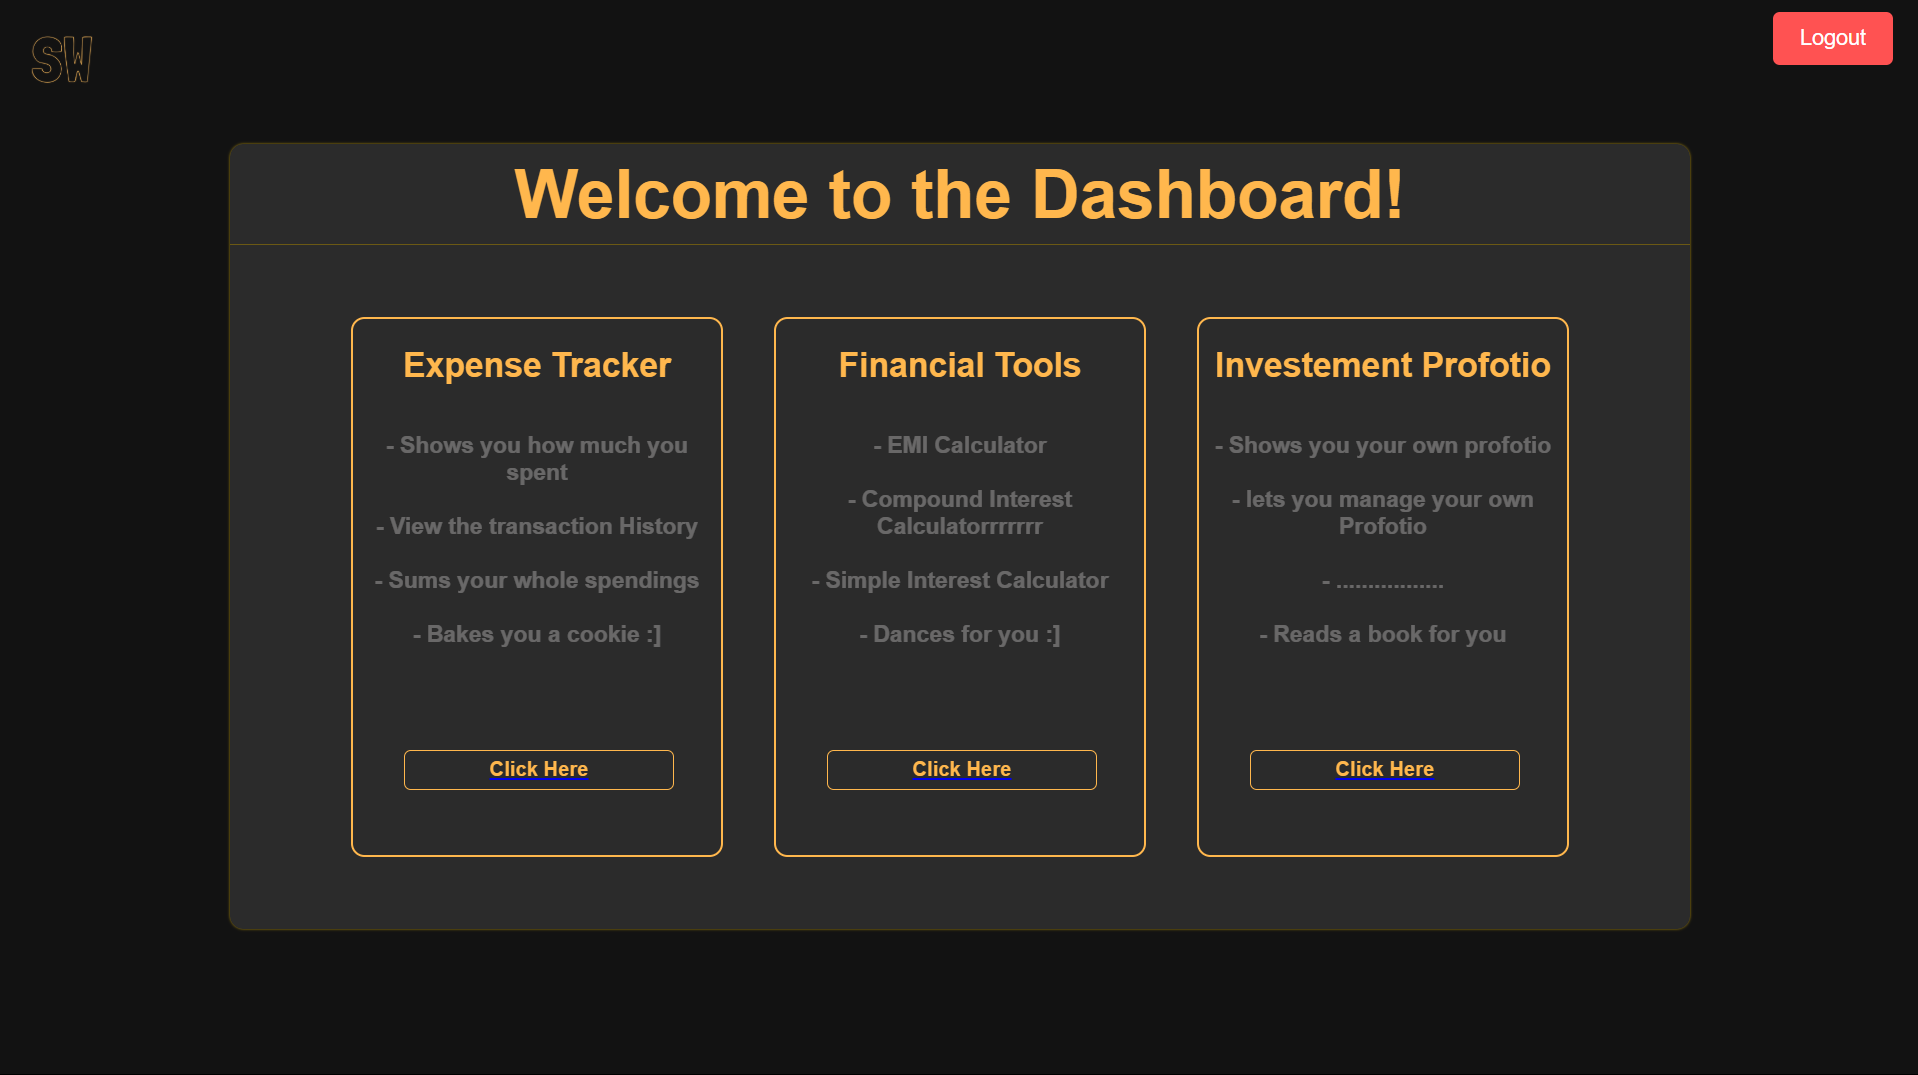 SW
Logout
Welcome to the Dashboard!
Expense Tracker
- Shows you how much you
spent
- View the transaction History
- Sums your whole spendings
- Bakes you a cookie :]
Click Here
Financial Tools
- EMI Calculator
- Compound Interest
Calculatorrrrrrr
- Simple Interest Calculator
- Dances for you :]
Click Here
Investement Profotio
- Shows you your own profotio
- lets you manage your own
Profotio
- .................
- Reads a book for you
Click Here